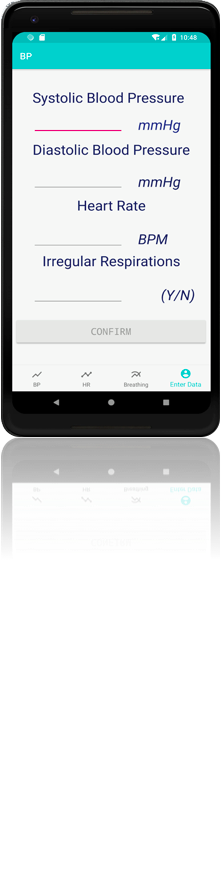 10:48
BP
Systolic Blood Pressure
mmHg
Diastolic Blood Pressure
mmHg
Heart Rate
BPM
Irregular Respirations
(Y/N)
CONFIRM
BP HR Breathing Enter Data